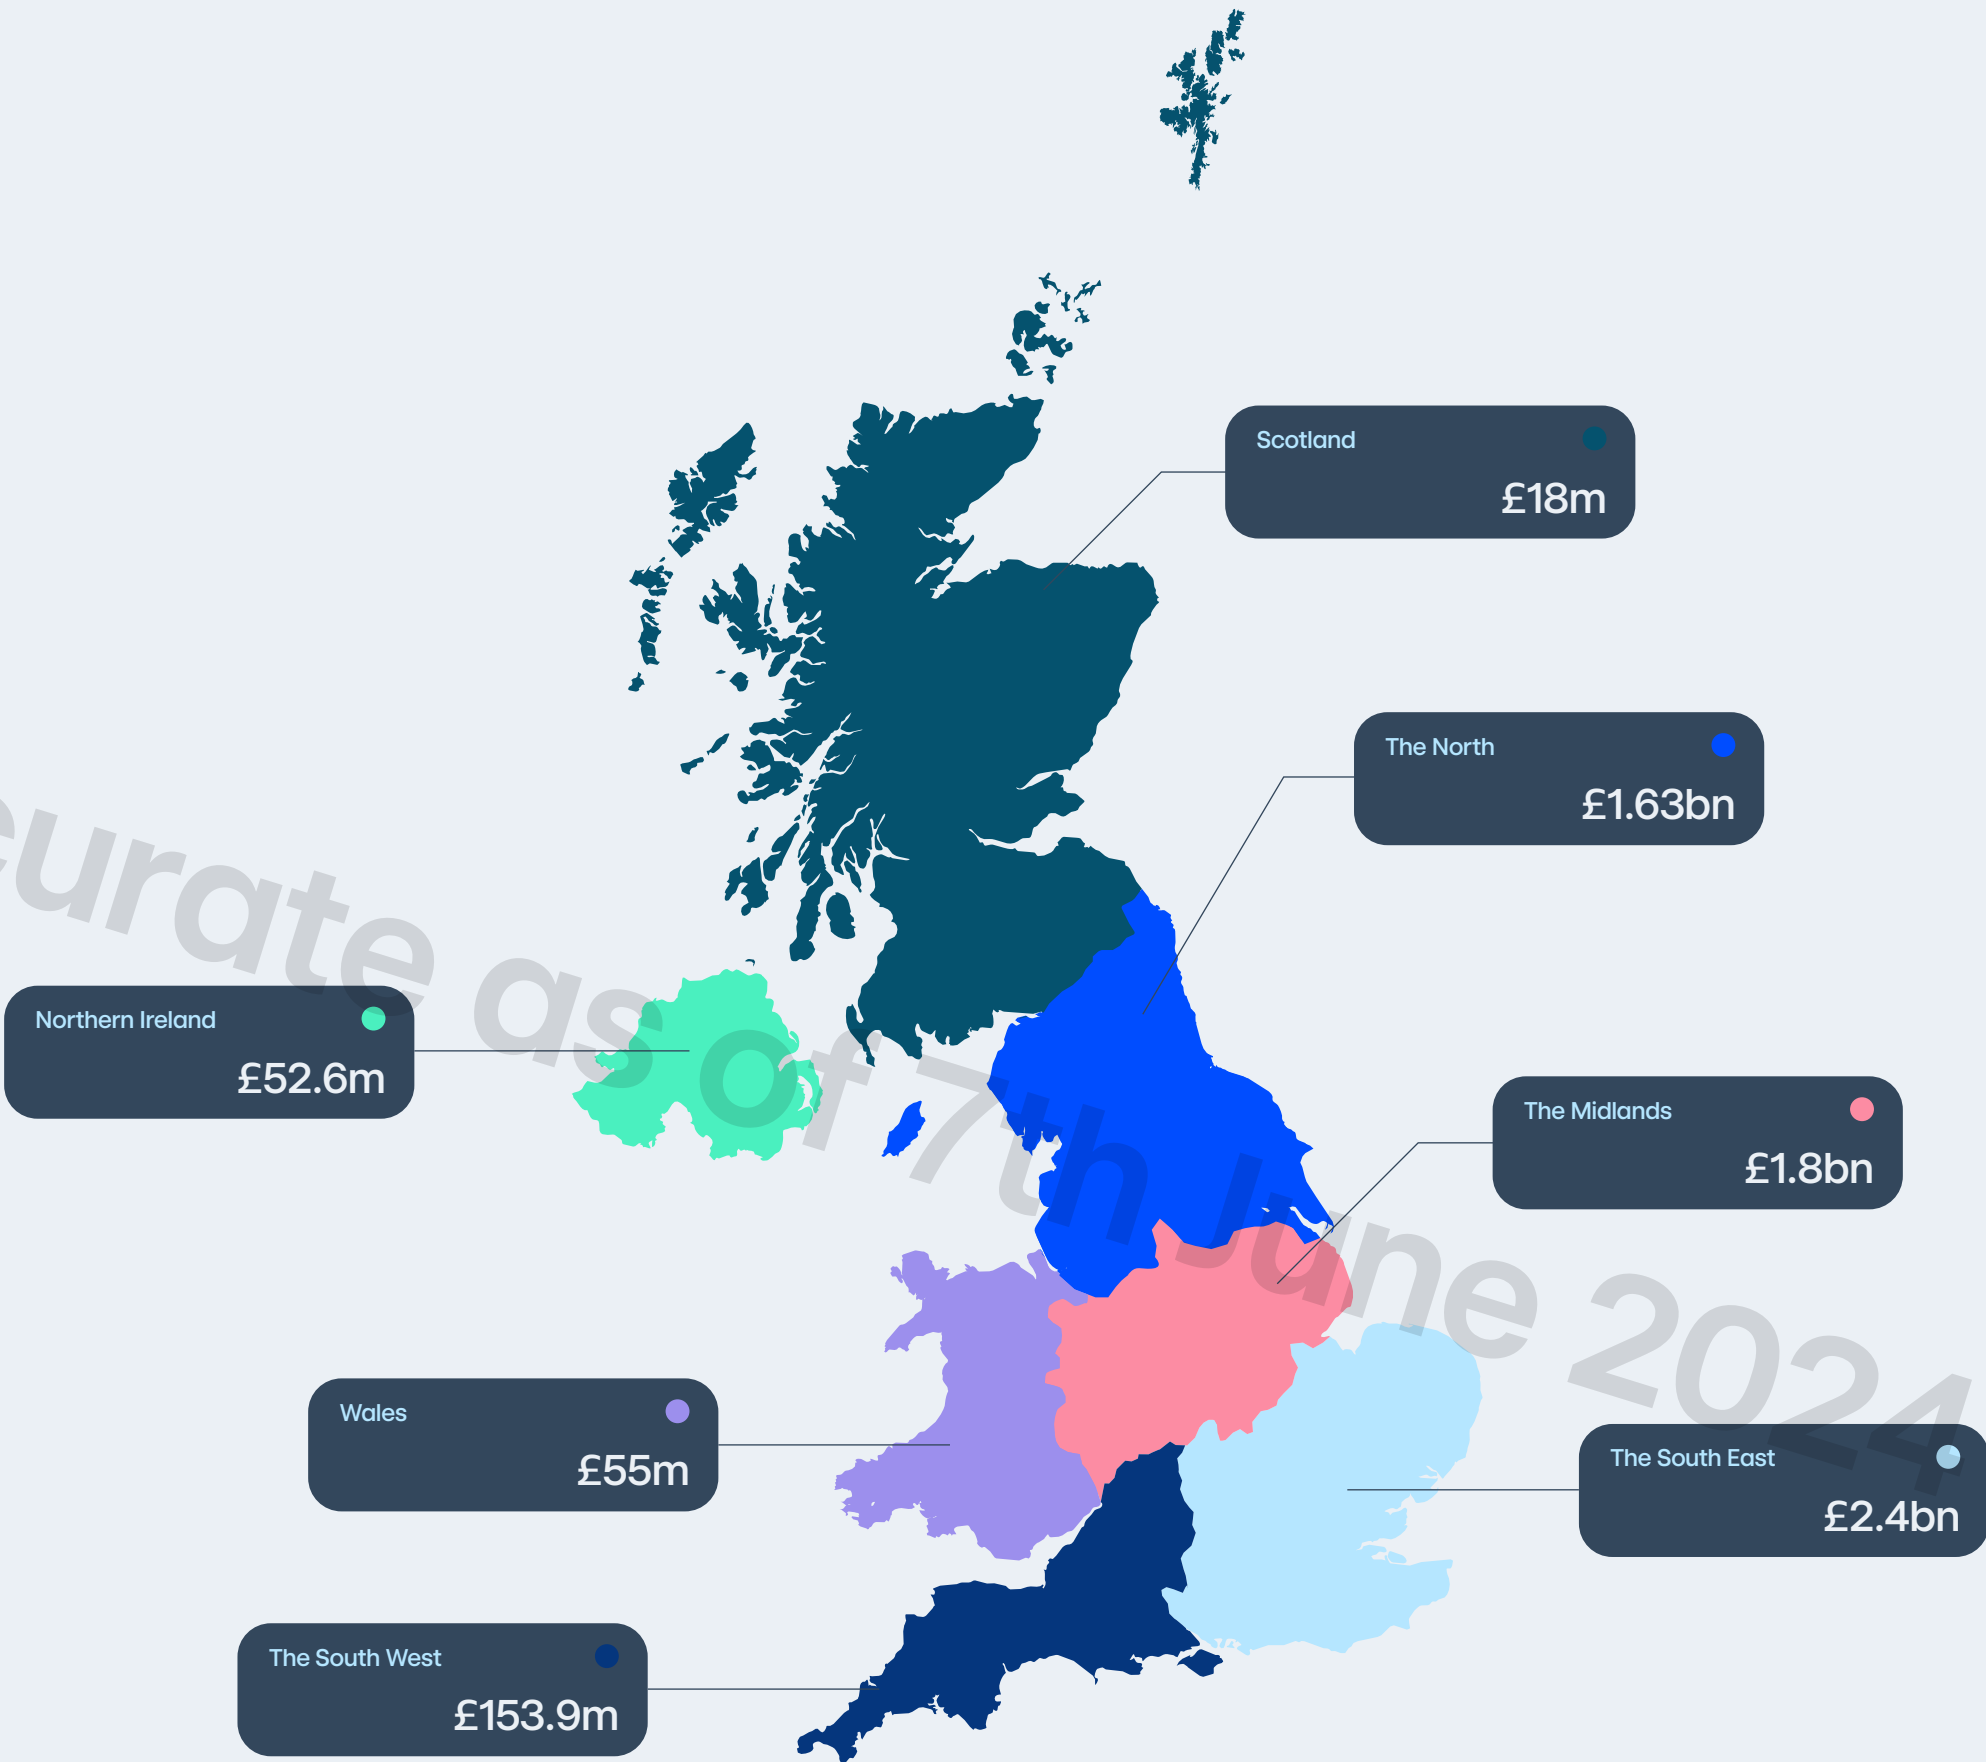 Scotland
£18m
The North
£1.63bn
Northern Ireland
£52.6m
The Midlands
£1.8bn
Wales
£55m
The South East
£2.4bn
The South West
£153.9m
as of 7th June 2024